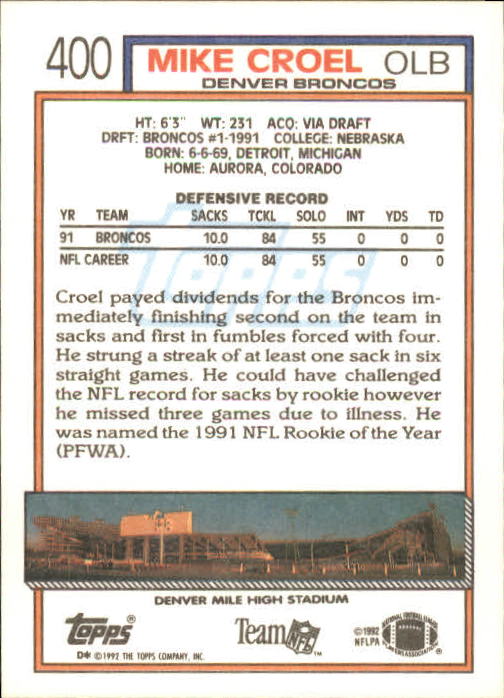 400 MIKE CROEL OLB
DENVER BRONCOS
HT: 6'3" WT: 231 ACQ: VIA DRAFT
DRFT: BRONCOS #1-1991 COLLEGE: NEBRASKA
BORN: 6-6-69, DETROIT, MICHIGAN
HOME: AURORA, COLORADO
DEFENSIVE RECORD
YR TEAM SACKS TCKL SOLO INT YDS TD
91 BRONCOS 10.0 84 55 0 0 0
NFL CAREER 10.0 84 55 0 0 0
Topps
Croel payed dividends for the Broncos im-
mediately finishing second on the team in
sacks and first in fumbles forced with four.
He strung a streak of at least one sack in six
straight games. He could have challenged
the NFL record for sacks by rookie however
he missed three games due to illness. He
was named the 1991 NFL Rookie of the Year
(PFWA).
DENVER MILE HIGH STADIUM
Topps® Team NFL™ ©1992 NFLPA NATIONAL FOOTBALL LEAGUE PLAYERS ASSOCIATION ®
D* ©1992 THE TOPPS COMPANY, INC.